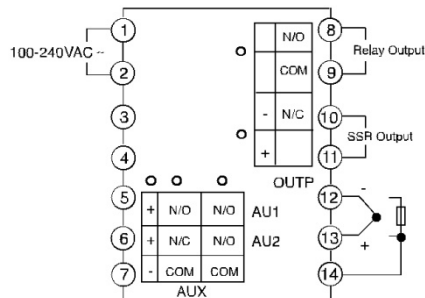 1
100-240VAC ~
2
3
4
5
6
7
N/O
COM
- N/C
+
OUTP
8
Relay Output
9
10
SSR Output
11
12 -
13 +
14
+ N/O N/O AU1
+ N/C N/O AU2
- COM COM
AUX